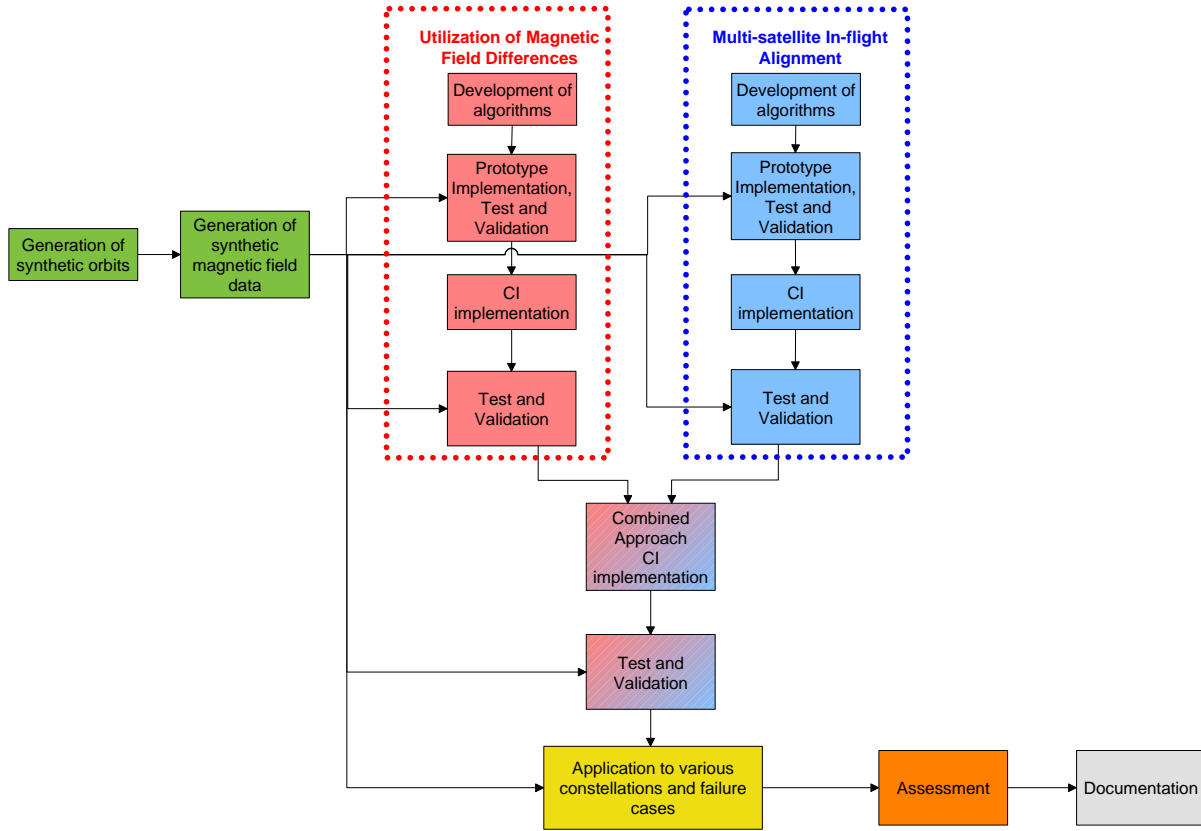 Utilization of Magnetic
Field Differences
Multi-satellite In-flight
Alignment
Development of
algorithms
Development of
algorithms
Prototype
Implementation,
Test and
Validation
Prototype
Implementation,
Test and
Validation
Generation of
synthetic orbits
Generation of
synthetic
magnetic field
data
CI
implementation
CI
implementation
Test and
Validation
Test and
Validation
Combined
Approach
CI
implementation
Test and
Validation
Application to various
constellations and failure
cases
Assessment
Documentation